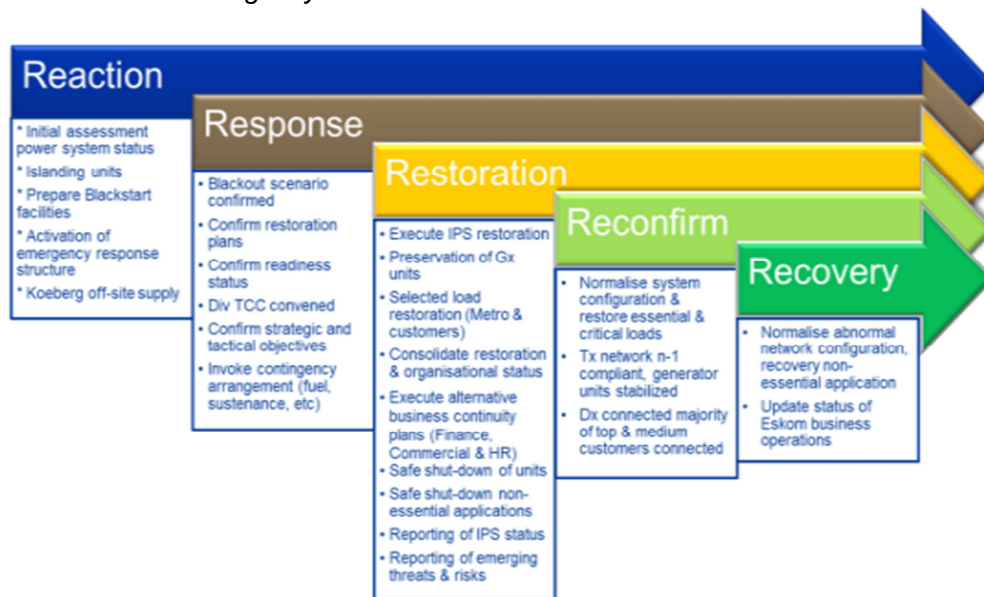 Reaction
* Initial assessment
power system status
* Islanding units
* Prepare Blackstart
facilities
* Activation of
emergency response
structure
* Koeberg off-site supply
Response
• Blackout scenario
confirmed
• Confirm restoration
plans
• Confirm readiness
status
• Div TCC convened
• Confirm strategic and
tactical objectives
• Invoke contingency
arrangement (fuel,
sustenance, etc)
Restoration
• Execute IPS restoration
• Preservation of Gx
units
• Selected load
restoration (Metro &
customers)
• Consolidate restoration
& organisational status
• Execute alternative
business continuity
plans (Finance,
Commercial & HR)
• Safe shut-down of units
• Safe shut-down non-
essential applications
• Reporting of IPS status
• Reporting of emerging
threats & risks
Reconfirm
• Normalise system
configuration &
restore essential &
critical loads
• Tx network n-1
compliant, generator
units stabilized
• Dx connected majority
of top & medium
customers connected
Recovery
• Normalise abnormal
network configuration,
recovery non-
essential application
• Update status of
Eskom business
operations